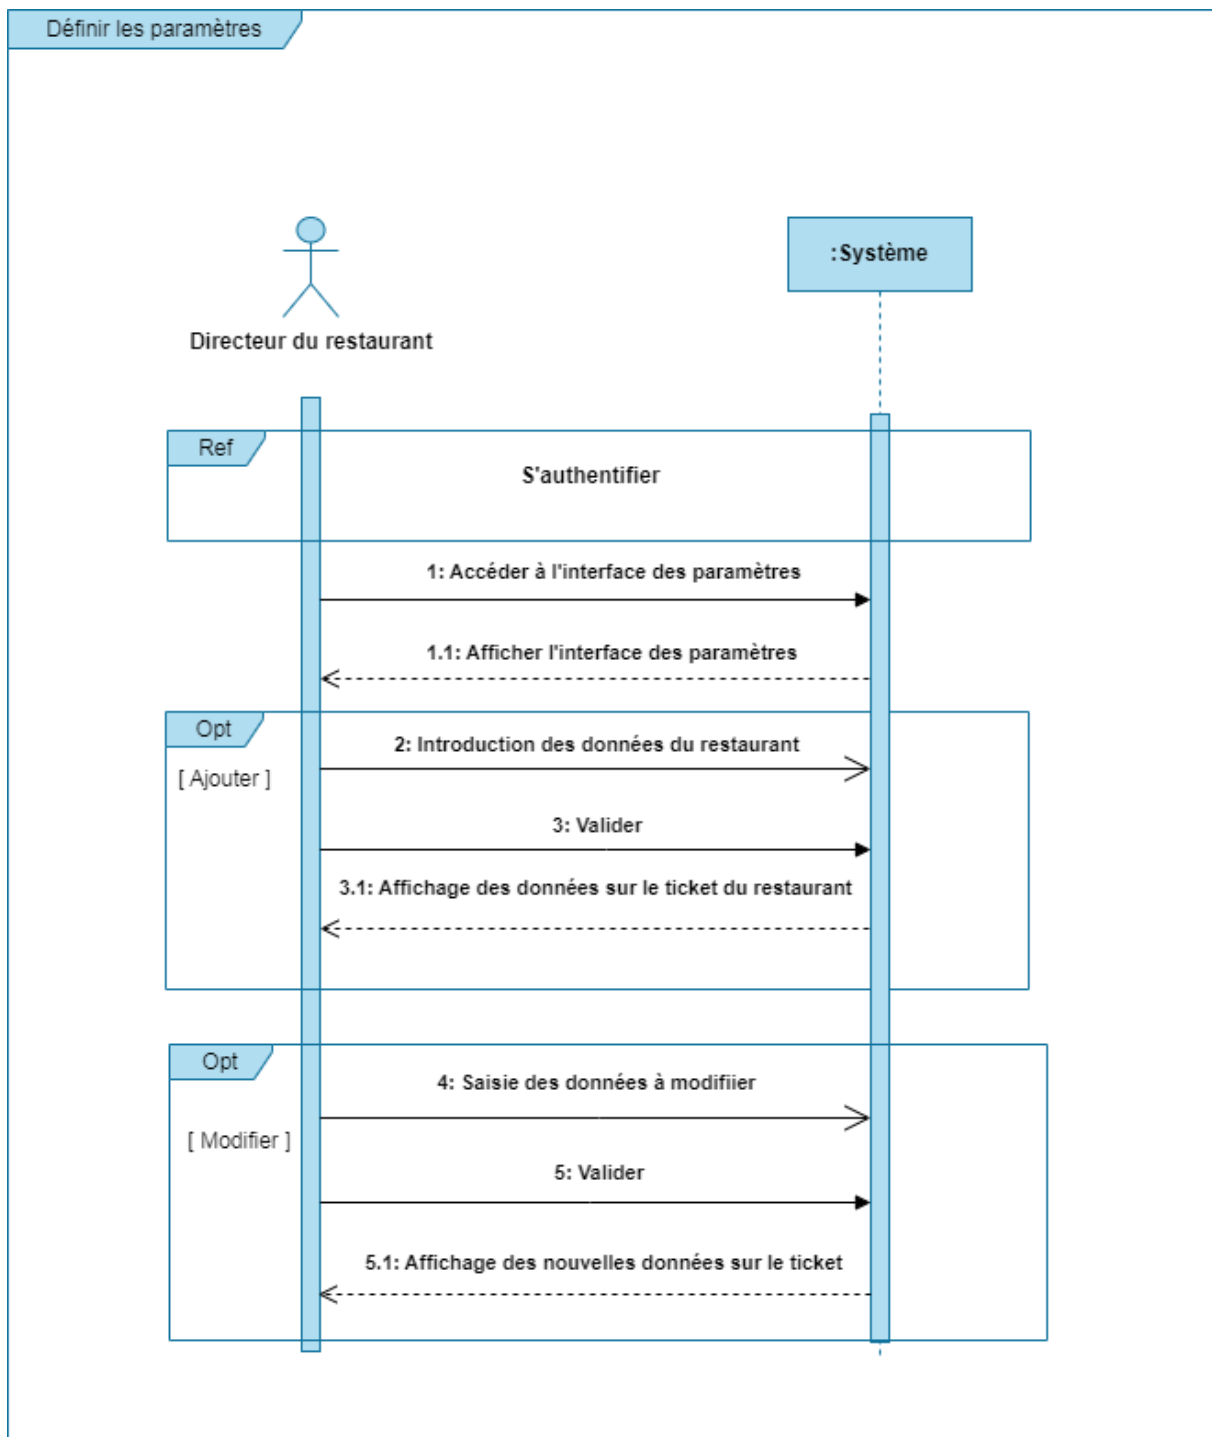 Définir les paramètres
:Système
Directeur du restaurant
Ref
S'authentifier
1: Accéder à l'interface des paramètres
1.1: Afficher l'interface des paramètres
Opt
2: Introduction des données du restaurant
[ Ajouter ]
3: Valider
3.1: Affichage des données sur le ticket du restaurant
Opt
4: Saisie des données à modifiier
[ Modifier ]
5: Valider
5.1: Affichage des nouvelles données sur le ticket